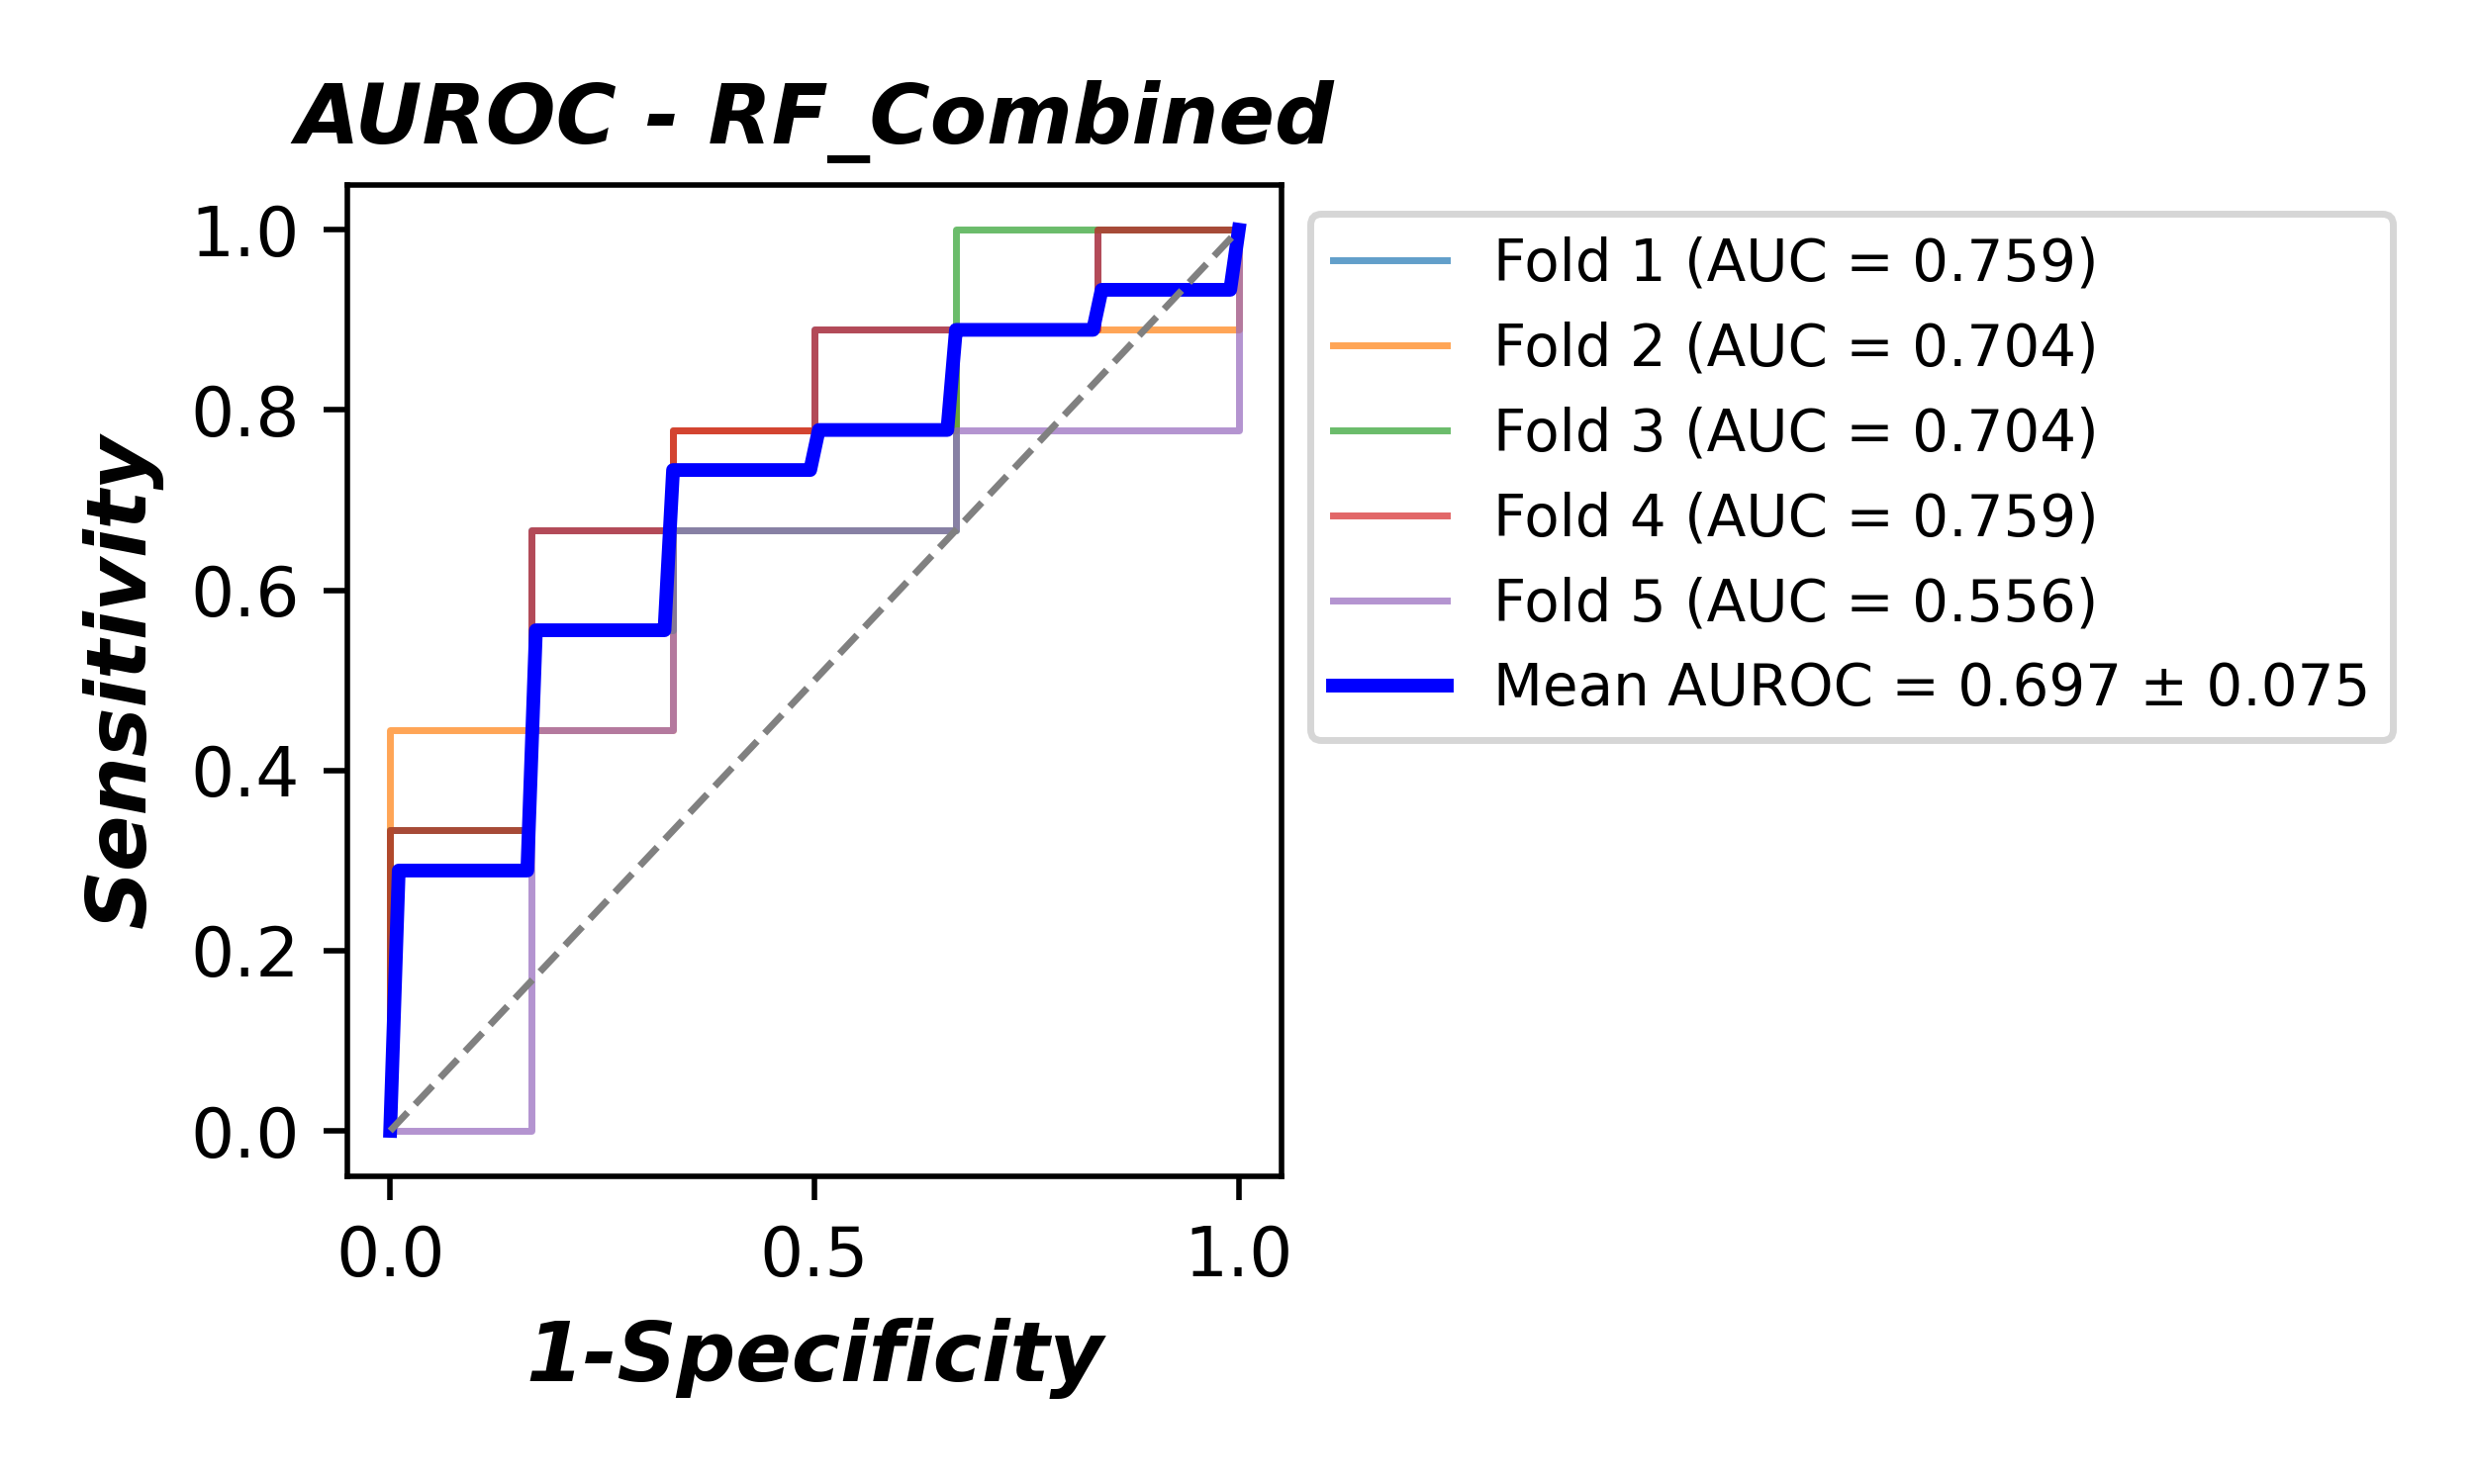 AUROC - RF_Combined
1.0
0.8
0.6
0.4
0.2
0.0
Sensitivity
0.0 0.5 1.0
1-Specificity
Fold 1 (AUC = 0.759)
Fold 2 (AUC = 0.704)
Fold 3 (AUC = 0.704)
Fold 4 (AUC = 0.759)
Fold 5 (AUC = 0.556)
Mean AUROC = 0.697 ± 0.075